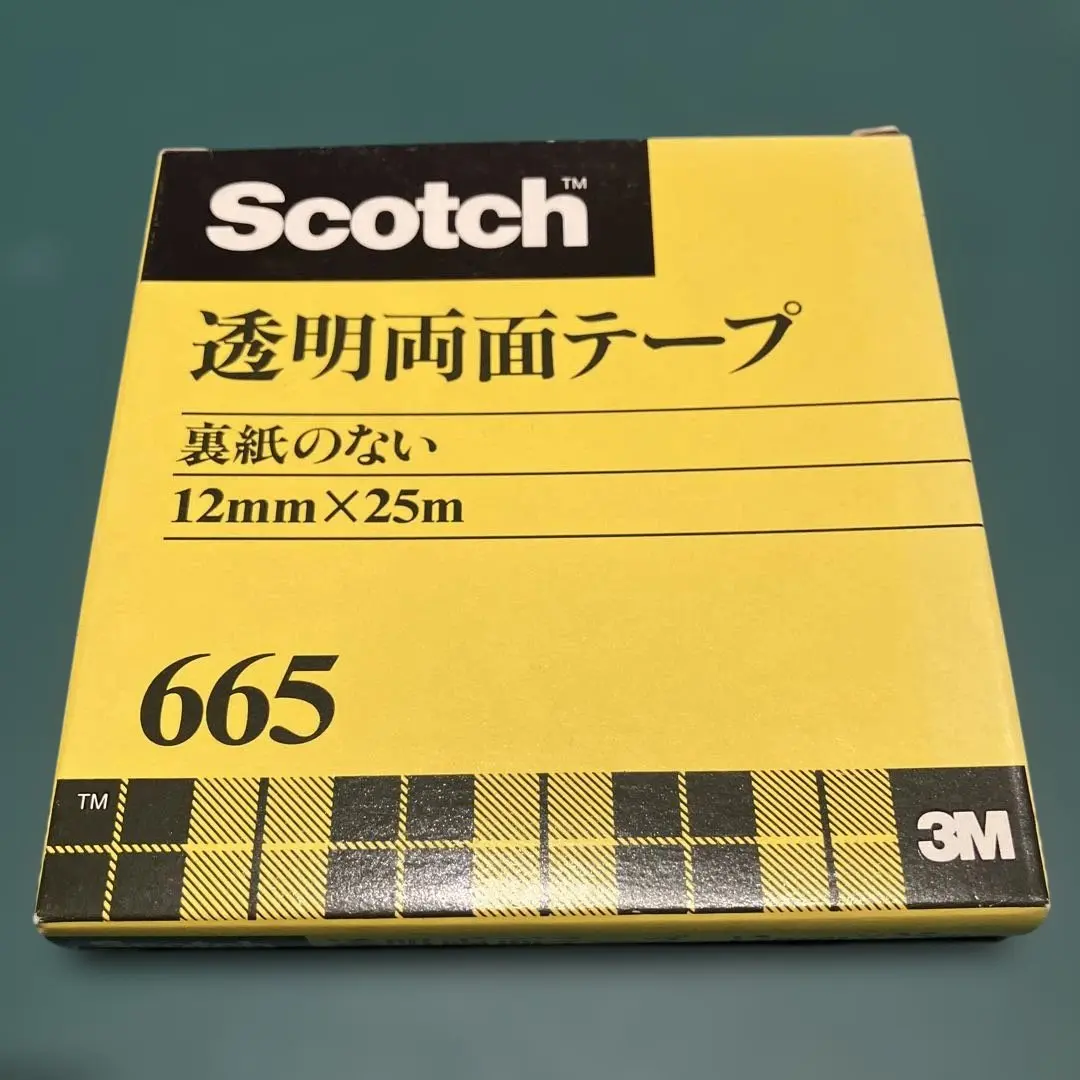 Scotch™
透明両面テープ
裏紙のない
12mm×25m
665
TM
3M